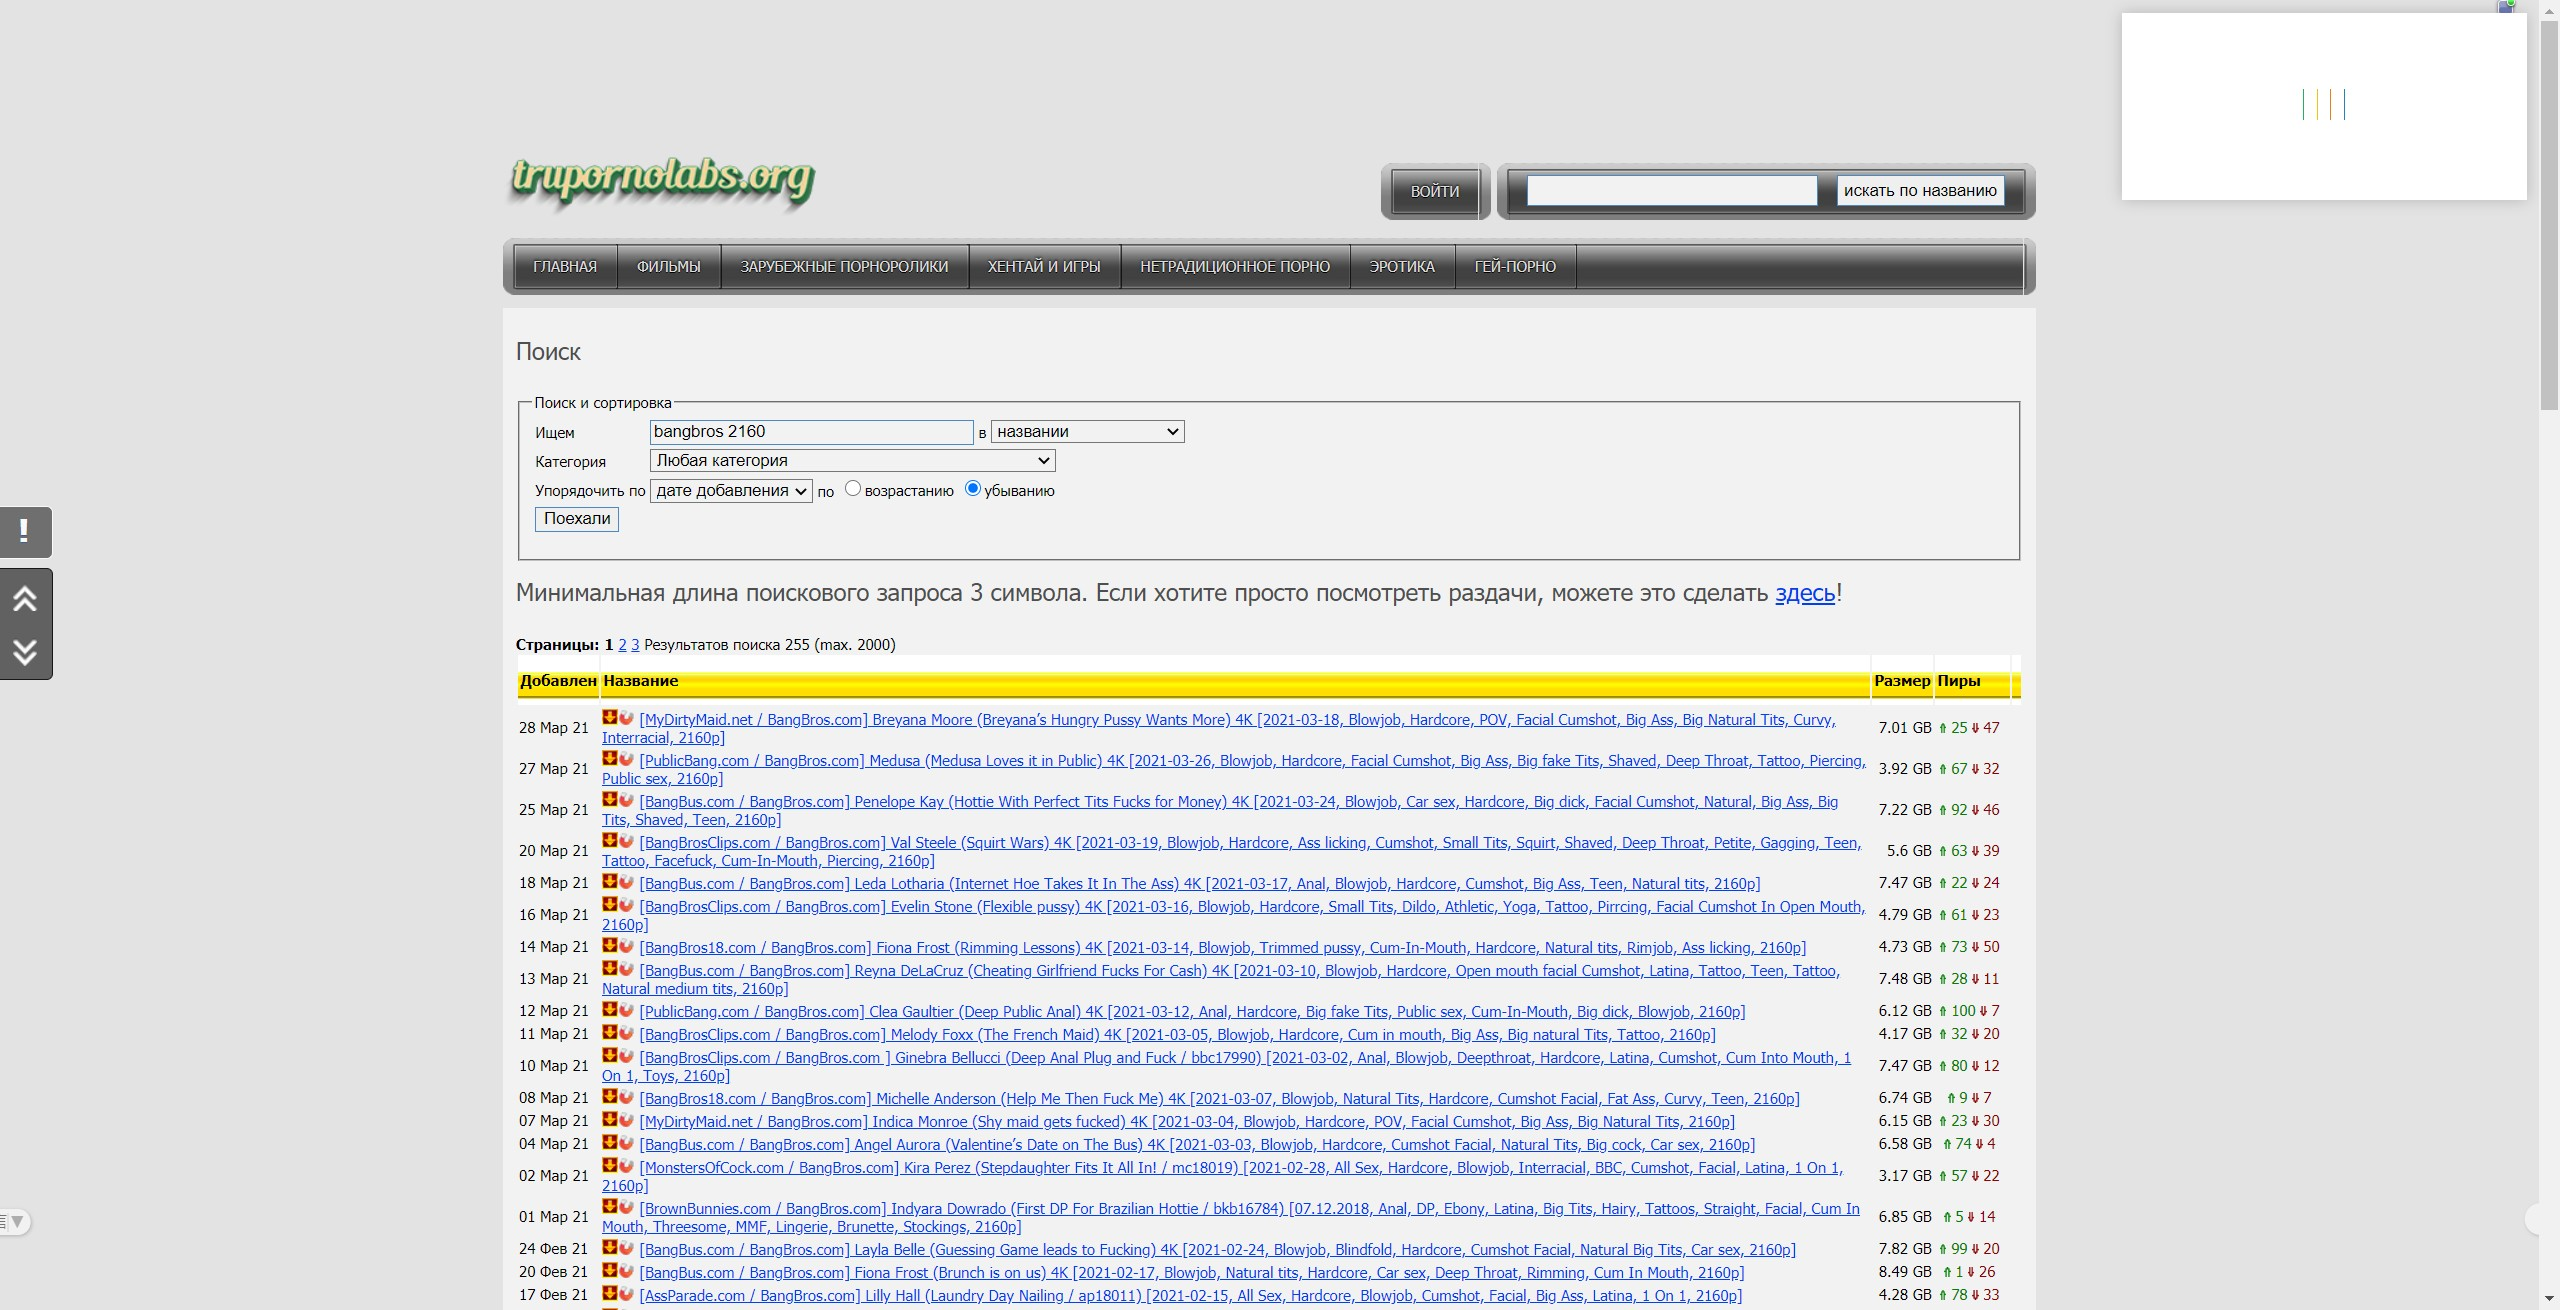 trupornolabs.org
ВОЙТИ
искать по названию
ГЛАВНАЯ ФИЛЬМЫ ЗАРУБЕЖНЫЕ ПОРНОРОЛИКИ ХЕНТАЙ И ИГРЫ НЕТРАДИЦИОННОЕ ПОРНО ЭРОТИКА ГЕЙ-ПОРНО
Поиск
Поиск и сортировка
Ищем bangbros 2160 в названии
Категория Любая категория
Упорядочить по дате добавления по возрастанию убыванию
Поехали
!
Минимальная длина поискового запроса 3 символа. Если хотите просто посмотреть раздачи, можете это сделать здесь!
Страницы: 1 2 3 Результатов поиска 255 (max. 2000)
Добавлен Название Размер Пиры
28 Мар 21 [MyDirtyMaid.net / BangBros.com] Breyana Moore (Breyana’s Hungry Pussy Wants More) 4K [2021-03-18, Blowjob, Hardcore, POV, Facial Cumshot, Big Ass, Big Natural Tits, Curvy,
Interracial, 2160p] 7.01 GB 25 47
27 Мар 21 [PublicBang.com / BangBros.com] Medusa (Medusa Loves it in Public) 4K [2021-03-26, Blowjob, Hardcore, Facial Cumshot, Big Ass, Big fake Tits, Shaved, Deep Throat, Tattoo, Piercing,
Public sex, 2160p] 3.92 GB 67 32
25 Мар 21 [BangBus.com / BangBros.com] Penelope Kay (Hottie With Perfect Tits Fucks for Money) 4K [2021-03-24, Blowjob, Car sex, Hardcore, Big dick, Facial Cumshot, Natural, Big Ass, Big
Tits, Shaved, Teen, 2160p] 7.22 GB 92 46
20 Мар 21 [BangBrosClips.com / BangBros.com] Val Steele (Squirt Wars) 4K [2021-03-19, Blowjob, Hardcore, Ass licking, Cumshot, Small Tits, Squirt, Shaved, Deep Throat, Petite, Gagging, Teen,
Tattoo, Facefuck, Cum-In-Mouth, Piercing, 2160p] 5.6 GB 63 39
18 Мар 21 [BangBus.com / BangBros.com] Leda Lotharia (Internet Hoe Takes It In The Ass) 4K [2021-03-17, Anal, Blowjob, Hardcore, Cumshot, Big Ass, Teen, Natural tits, 2160p] 7.47 GB 22 24
16 Мар 21 [BangBrosClips.com / BangBros.com] Evelin Stone (Flexible pussy) 4K [2021-03-16, Blowjob, Hardcore, Small Tits, Dildo, Athletic, Yoga, Tattoo, Pirrcing, Facial Cumshot In Open Mouth,
2160p] 4.79 GB 61 23
14 Мар 21 [BangBros18.com / BangBros.com] Fiona Frost (Rimming Lessons) 4K [2021-03-14, Blowjob, Trimmed pussy, Cum-In-Mouth, Hardcore, Natural tits, Rimjob, Ass licking, 2160p] 4.73 GB 73 50
13 Мар 21 [BangBus.com / BangBros.com] Reyna DeLaCruz (Cheating Girlfriend Fucks For Cash) 4K [2021-03-10, Blowjob, Hardcore, Open mouth facial Cumshot, Latina, Tattoo, Teen, Tattoo,
Natural medium tits, 2160p] 7.48 GB 28 11
12 Мар 21 [PublicBang.com / BangBros.com] Clea Gaultier (Deep Public Anal) 4K [2021-03-12, Anal, Hardcore, Big fake Tits, Public sex, Cum-In-Mouth, Big dick, Blowjob, 2160p] 6.12 GB 100 7
11 Мар 21 [BangBrosClips.com / BangBros.com] Melody Foxx (The French Maid) 4K [2021-03-05, Blowjob, Hardcore, Cum in mouth, Big Ass, Big natural Tits, Tattoo, 2160p] 4.17 GB 32 20
10 Мар 21 [BangBrosClips.com / BangBros.com ] Ginebra Bellucci (Deep Anal Plug and Fuck / bbc17990) [2021-03-02, Anal, Blowjob, Deepthroat, Hardcore, Latina, Cumshot, Cum Into Mouth, 1
On 1, Toys, 2160p] 7.47 GB 80 12
08 Мар 21 [BangBros18.com / BangBros.com] Michelle Anderson (Help Me Then Fuck Me) 4K [2021-03-07, Blowjob, Natural Tits, Hardcore, Cumshot Facial, Fat Ass, Curvy, Teen, 2160p] 6.74 GB 9 7
07 Мар 21 [MyDirtyMaid.net / BangBros.com] Indica Monroe (Shy maid gets fucked) 4K [2021-03-04, Blowjob, Hardcore, POV, Facial Cumshot, Big Ass, Big Natural Tits, 2160p] 6.15 GB 23 30
04 Мар 21 [BangBus.com / BangBros.com] Angel Aurora (Valentine’s Date on The Bus) 4K [2021-03-03, Blowjob, Hardcore, Cumshot Facial, Natural Tits, Big cock, Car sex, 2160p] 6.58 GB 74 4
02 Мар 21 [MonstersOfCock.com / BangBros.com] Kira Perez (Stepdaughter Fits It All In! / mc18019) [2021-02-28, All Sex, Hardcore, Blowjob, Interracial, BBC, Cumshot, Facial, Latina, 1 On 1,
2160p] 3.17 GB 57 22
01 Мар 21 [BrownBunnies.com / BangBros.com] Indyara Dowrado (First DP For Brazilian Hottie / bkb16784) [07.12.2018, Anal, DP, Ebony, Latina, Big Tits, Hairy, Tattoos, Straight, Facial, Cum In
Mouth, Threesome, MMF, Lingerie, Brunette, Stockings, 2160p] 6.85 GB 5 14
24 Фев 21 [BangBus.com / BangBros.com] Layla Belle (Guessing Game leads to Fucking) 4K [2021-02-24, Blowjob, Blindfold, Hardcore, Cumshot Facial, Natural Big Tits, Car sex, 2160p] 7.82 GB 99 20
20 Фев 21 [BangBus.com / BangBros.com] Fiona Frost (Brunch is on us) 4K [2021-02-17, Blowjob, Natural tits, Hardcore, Car sex, Deep Throat, Rimming, Cum In Mouth, 2160p] 8.49 GB 1 26
17 Фев 21 [AssParade.com / BangBros.com] Lilly Hall (Laundry Day Nailing / ap18011) [2021-02-15, All Sex, Hardcore, Blowjob, Cumshot, Facial, Big Ass, Latina, 1 On 1, 2160p] 4.28 GB 78 33